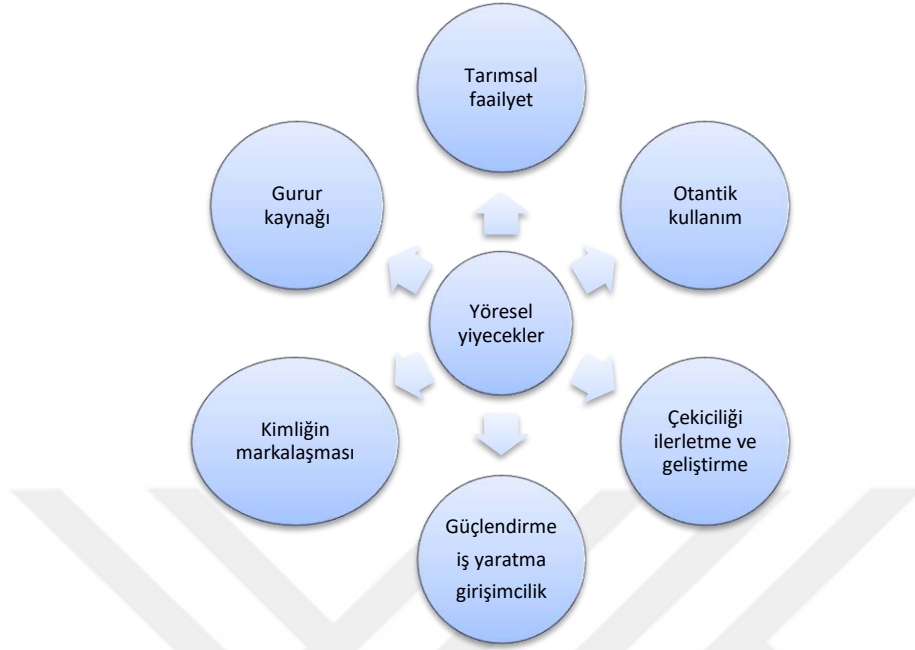 Tarımsal
faailyet
Gurur
kaynağı
Otantik
kullanım
Yöresel
yiyecekler
Kimliğin
markalaşması
Çekiciliği
ilerletme ve
geliştirme
Güçlendirme
iş yaratma
girişimcilik